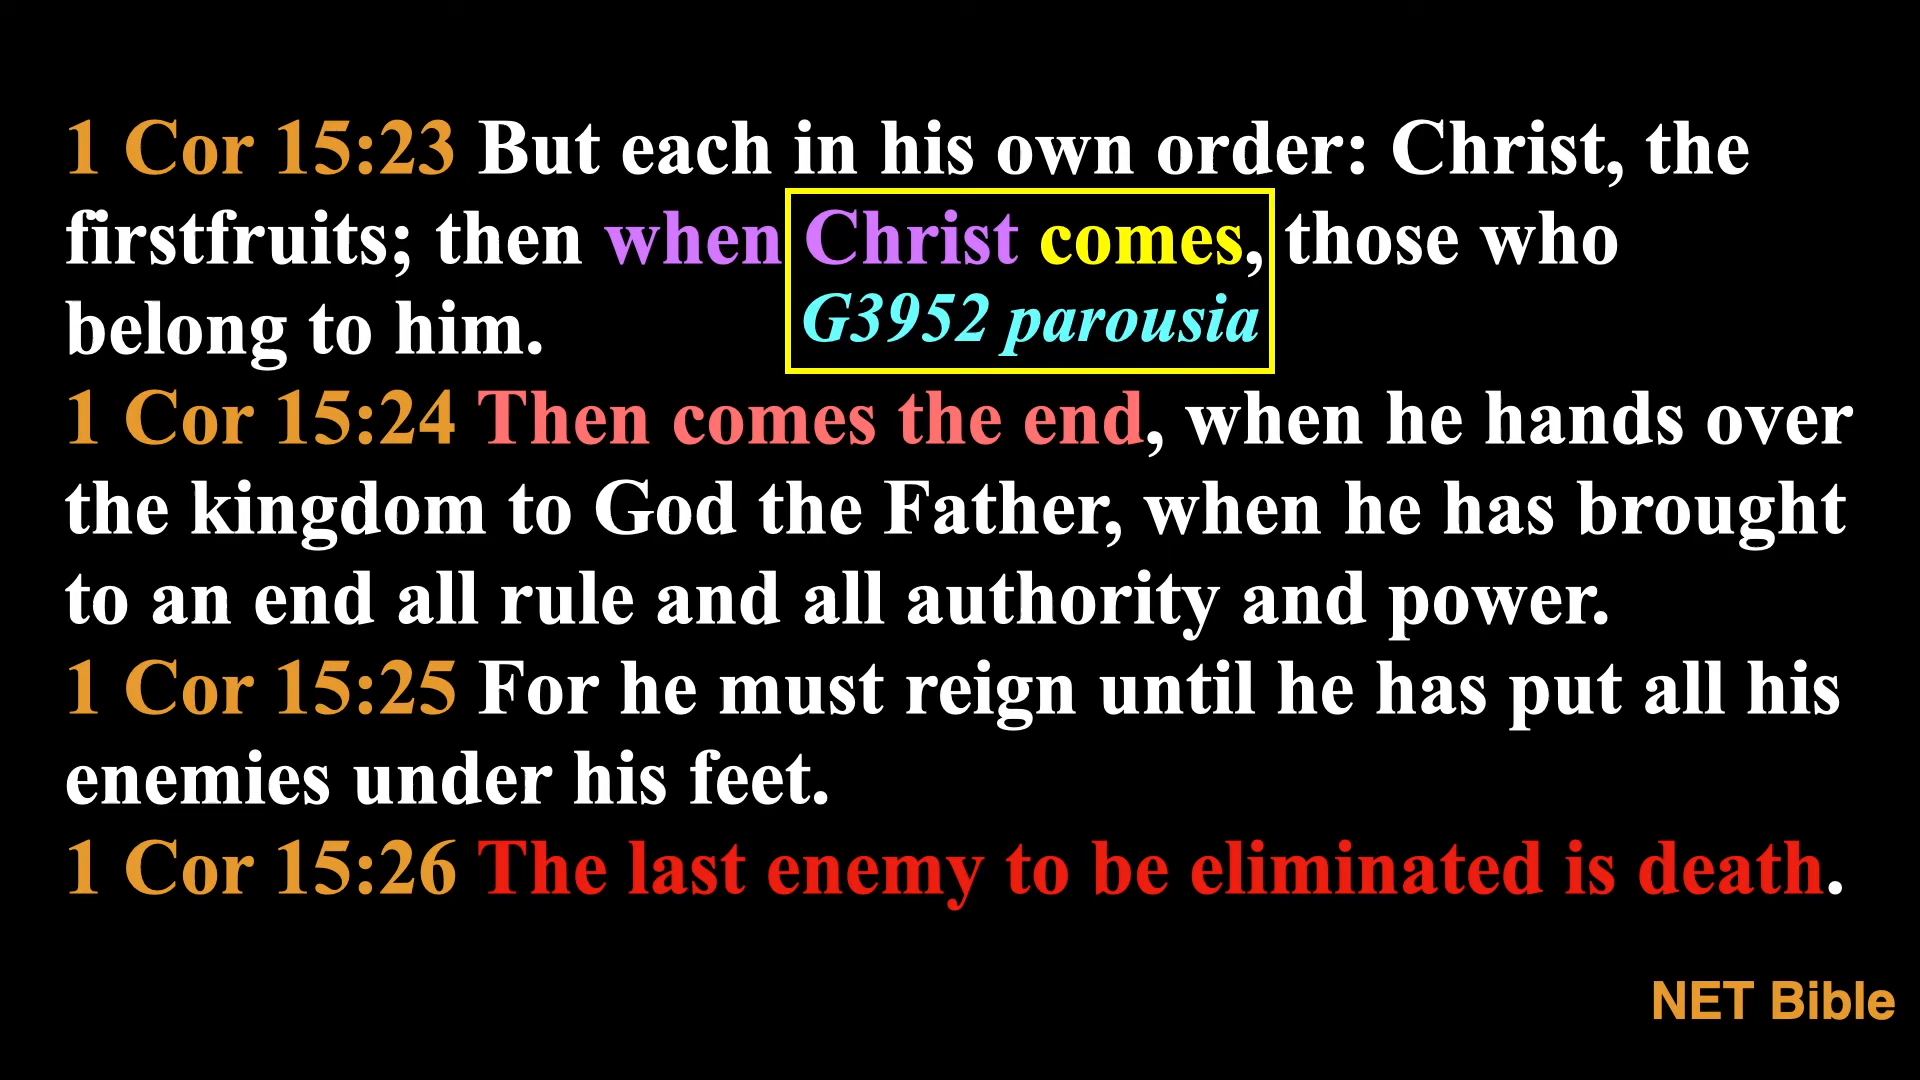 1 Cor 15:23 But each in his own order: Christ, the
firstfruits; then when Christ comes, those who
G3952 parousia
belong to him.
1 Cor 15:24 Then comes the end, when he hands over
the kingdom to God the Father, when he has brought
to an end all rule and all authority and power.
1 Cor 15:25 For he must reign until he has put all his
enemies under his feet.
1 Cor 15:26 The last enemy to be eliminated is death.
NET Bible